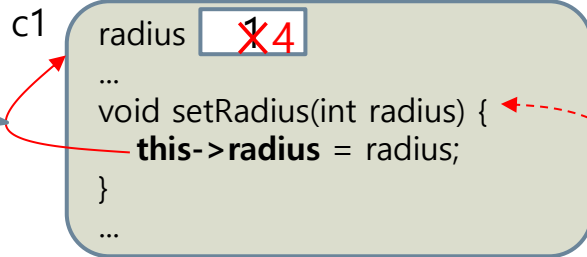 c1
radius 1 4
...
void setRadius(int radius) {
this->radius = radius;
}
...